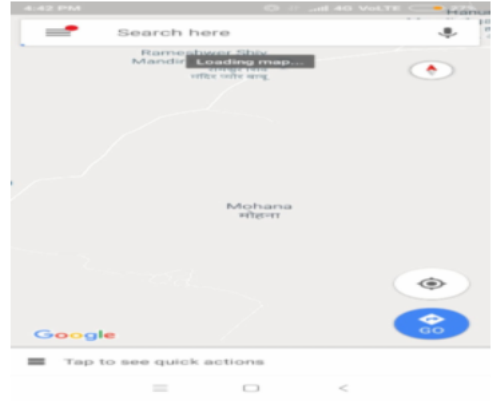 4:42 PM
4G VoLTE
Search here
Rameshwer Shiv
Mandir
Loading map...
Mohana
मोहना
GO
Google
Tap to see quick actions